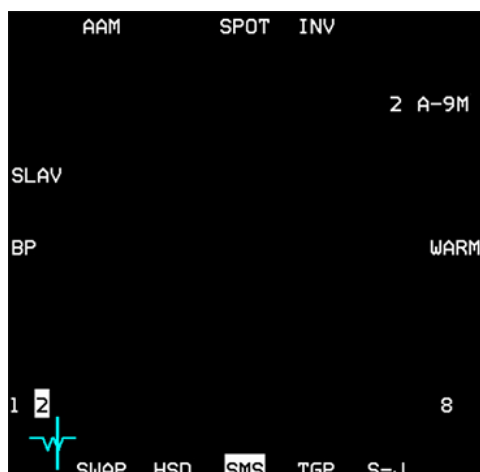 AAM SPOT INV
2 A-9M
SLAV
BP WARM
1 2 8
SWAP HSD SMS TGP S-J